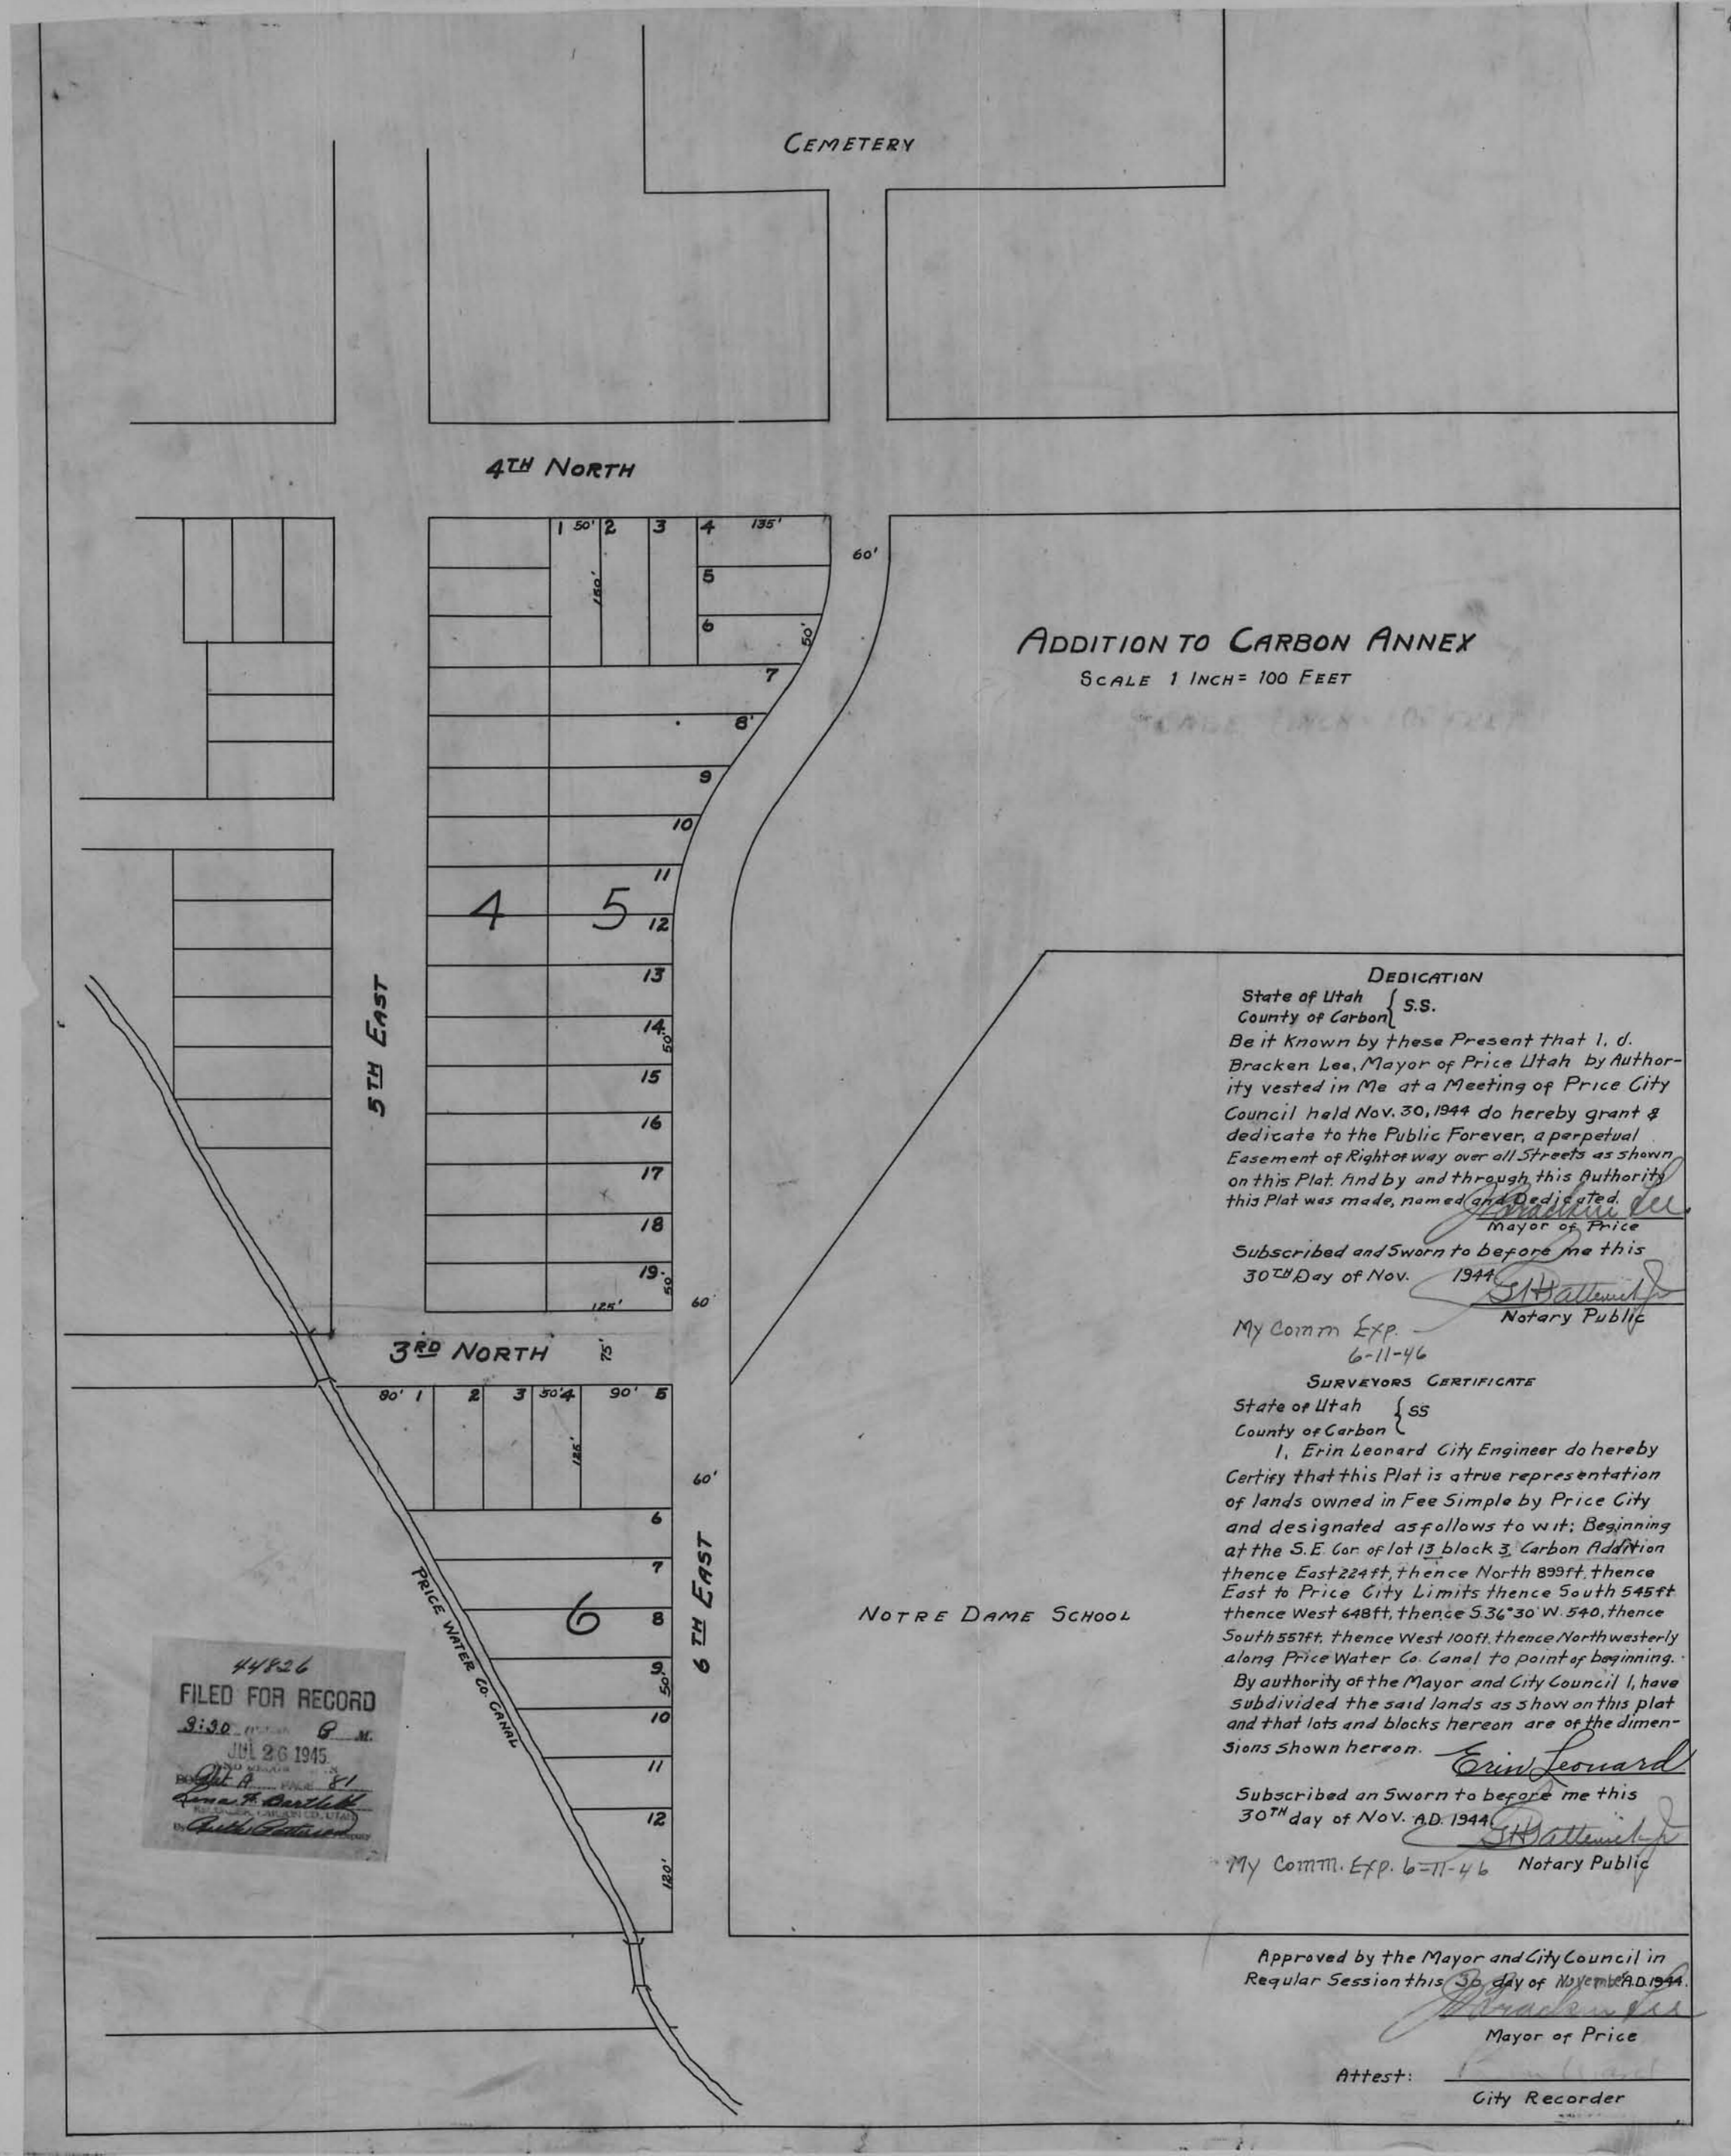 CEMETERY
4TH NORTH
1 50' 2 3 4 135'
60'
150'
5
6
50'
7
8
9
10
11
4 5
12
13
14
50'
15
16
17
18
19
50'
125'
60'
5TH EAST
ADDITION TO CARBON ANNEX
SCALE 1 INCH = 100 FEET
3RD NORTH 75'
80' 1 2 3 50' 4 90' 5
125'
60'
6
7
6
8
9
50'
10
11
12
120'
6TH EAST
PRICE WATER CO. CANAL
NOTRE DAME SCHOOL
44826
FILED FOR RECORD
JUL 26 1945
PAGE 81
DEDICATION
State of Utah
County of Carbon { S.S.
Be it Known by these Present that I, J.
Bracken Lee, Mayor of Price Utah by Author-
ity vested in Me at a Meeting of Price City
Council held Nov. 30, 1944 do hereby grant &
dedicate to the Public Forever, a perpetual
Easement of Right of way over all Streets as shown
on this Plat. And by and through this Authority
this Plat was made, named and Dedicated.
J Bracken Lee
Mayor of Price
Subscribed and Sworn to before me this
30TH Day of Nov. 1944
Notary Public
My Comm Exp.
6-11-46
SURVEYORS CERTIFICATE
State of Utah
County of Carbon { SS
I, Erin Leonard City Engineer do hereby
Certify that this Plat is a true representation
of lands owned in Fee Simple by Price City
and designated as follows to wit: Beginning
at the S.E. Cor. of lot 13 block 3 Carbon Addition
thence East 224 ft, thence North 899 ft. thence
East to Price City Limits thence South 545 ft
thence West 648 ft, thence S. 36°30' W. 540, thence
South 557 ft. thence West 100 ft. thence Northwesterly
along Price Water Co. Canal to point of beginning.
By authority of the Mayor and City Council I, have
subdivided the said lands as show on this plat
and that lots and blocks hereon are of the dimen-
sions shown hereon.
Erin Leonard
Subscribed an Sworn to before me this
30TH day of NOV. A.D. 1944
My Comm. Exp. 6-11-46 Notary Public
Approved by the Mayor and City Council in
Regular Session this 30 day of November A.D. 1944.
J Bracken Lee
Mayor of Price
Attest:
City Recorder